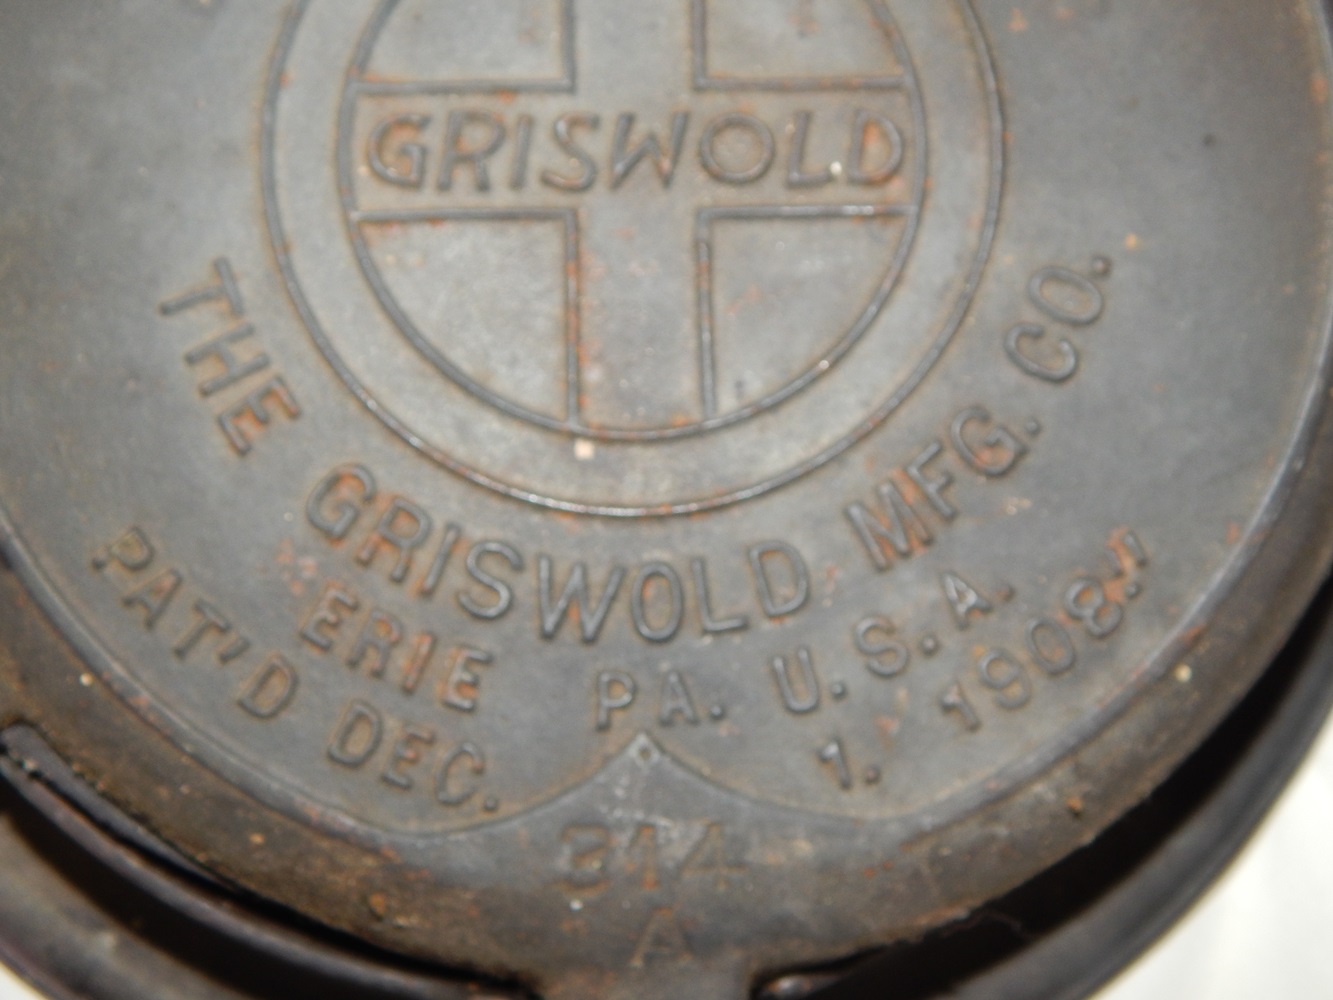 GRISWOLD
THE GRISWOLD MFG. CO.
ERIE PA. U.S.A.
PAT'D DEC. 1. 1908."
314
A